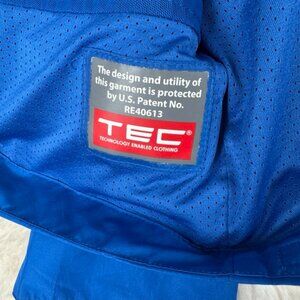 The design and utility of
this garment is protected
by U.S. Patent No.
RE40613
TEC®
TECHNOLOGY ENABLED CLOTHING